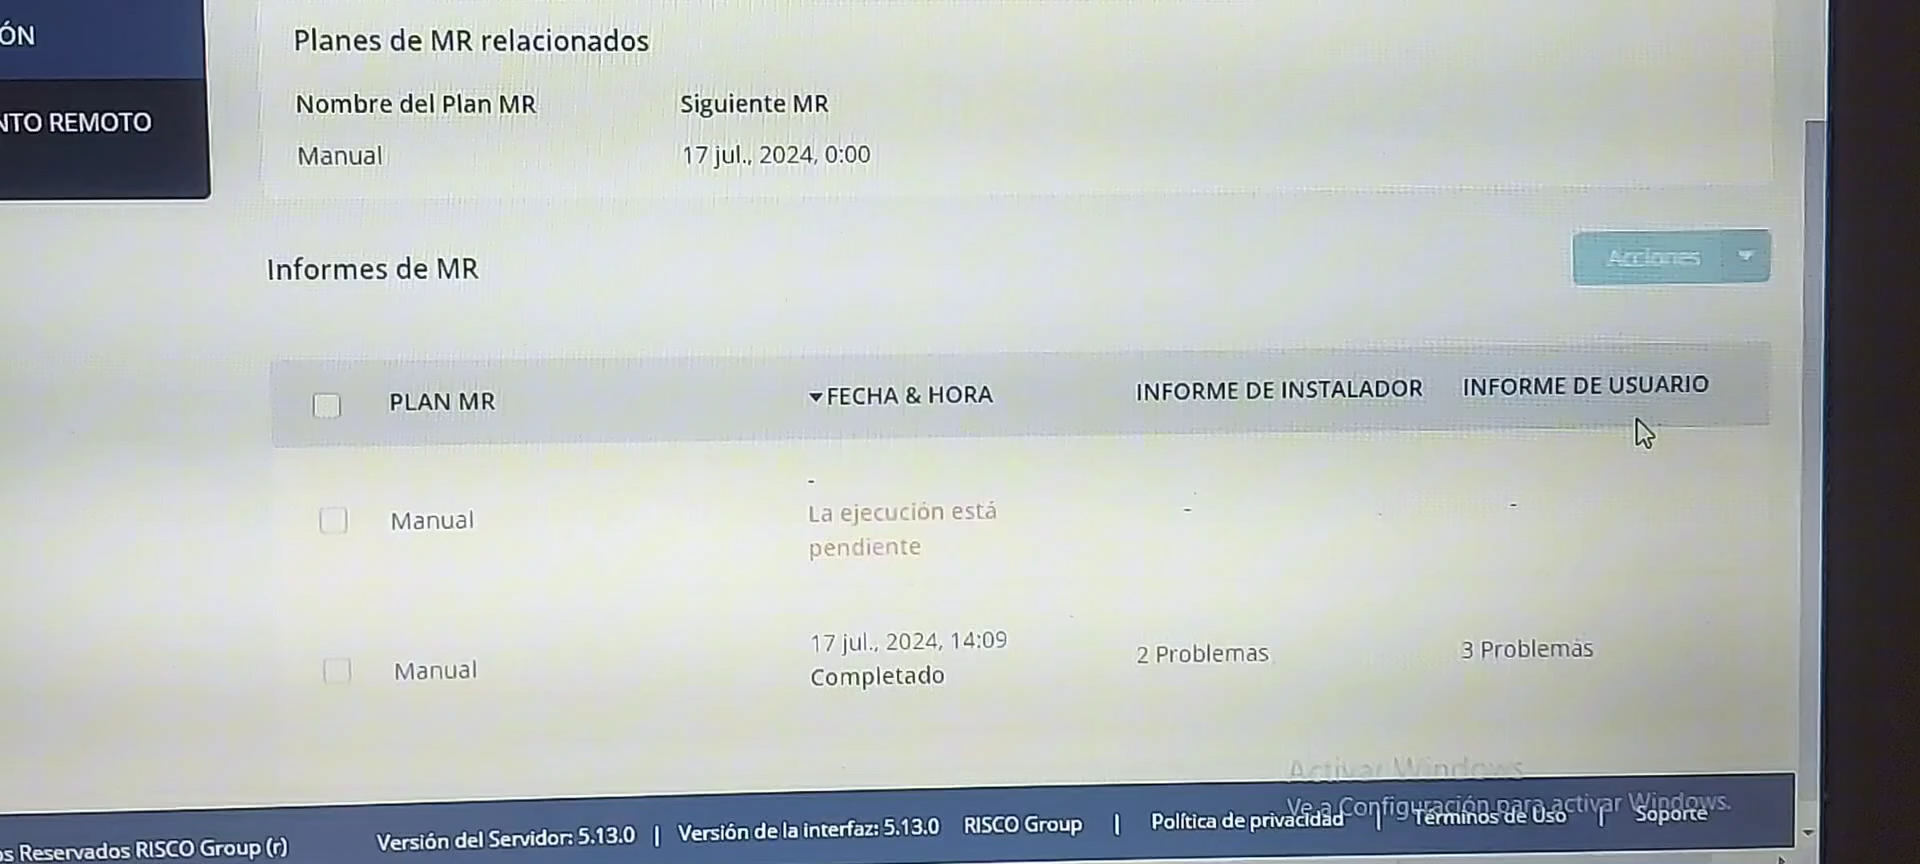 ÓN
NTO REMOTO
Planes de MR relacionados
Nombre del Plan MR Siguiente MR
Manual 17 jul., 2024, 0:00
Informes de MR
Acciones
PLAN MR FECHA & HORA INFORME DE INSTALADOR INFORME DE USUARIO
-
Manual La ejecución está - -
pendiente
17 jul., 2024, 14:09
Manual 2 Problemas 3 Problemas
Completado
Activar Windows
Ve a Configuración para activar Windows.
os Reservados RISCO Group (r) Versión del Servidor: 5.13.0 | Versión de la interfaz: 5.13.0 RISCO Group | Política de privacidad | Términos de Uso | Soporte